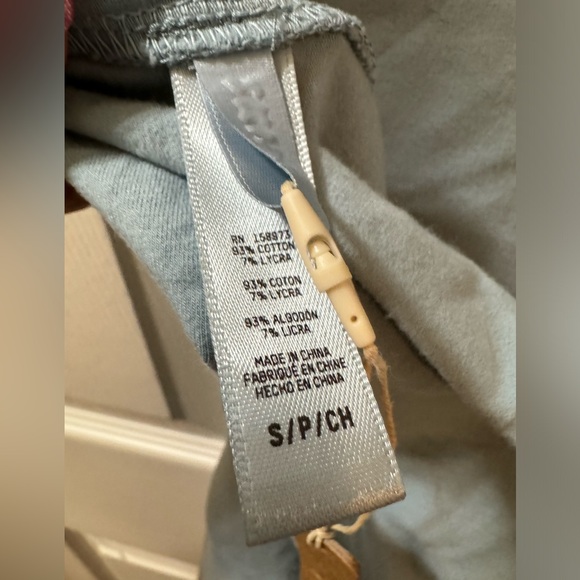 RN 158973
93% COTTON
7% LYCRA
93% COTON
7% LYCRA
93% ALGODÓN
7% LICRA
MADE IN CHINA
FABRIQUÉ EN CHINE
HECHO EN CHINA
S/P/CH